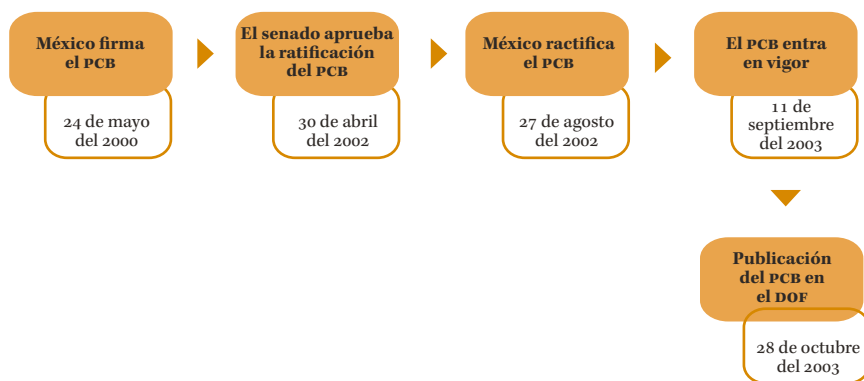 México firma
el PCB
24 de mayo
del 2000
El senado aprueba
la ratificación
del PCB
30 de abril
del 2002
México ractifica
el PCB
27 de agosto
del 2002
El PCB entra
en vigor
11 de
septiembre
del 2003
Publicación
del PCB en
el DOF
28 de octubre
del 2003